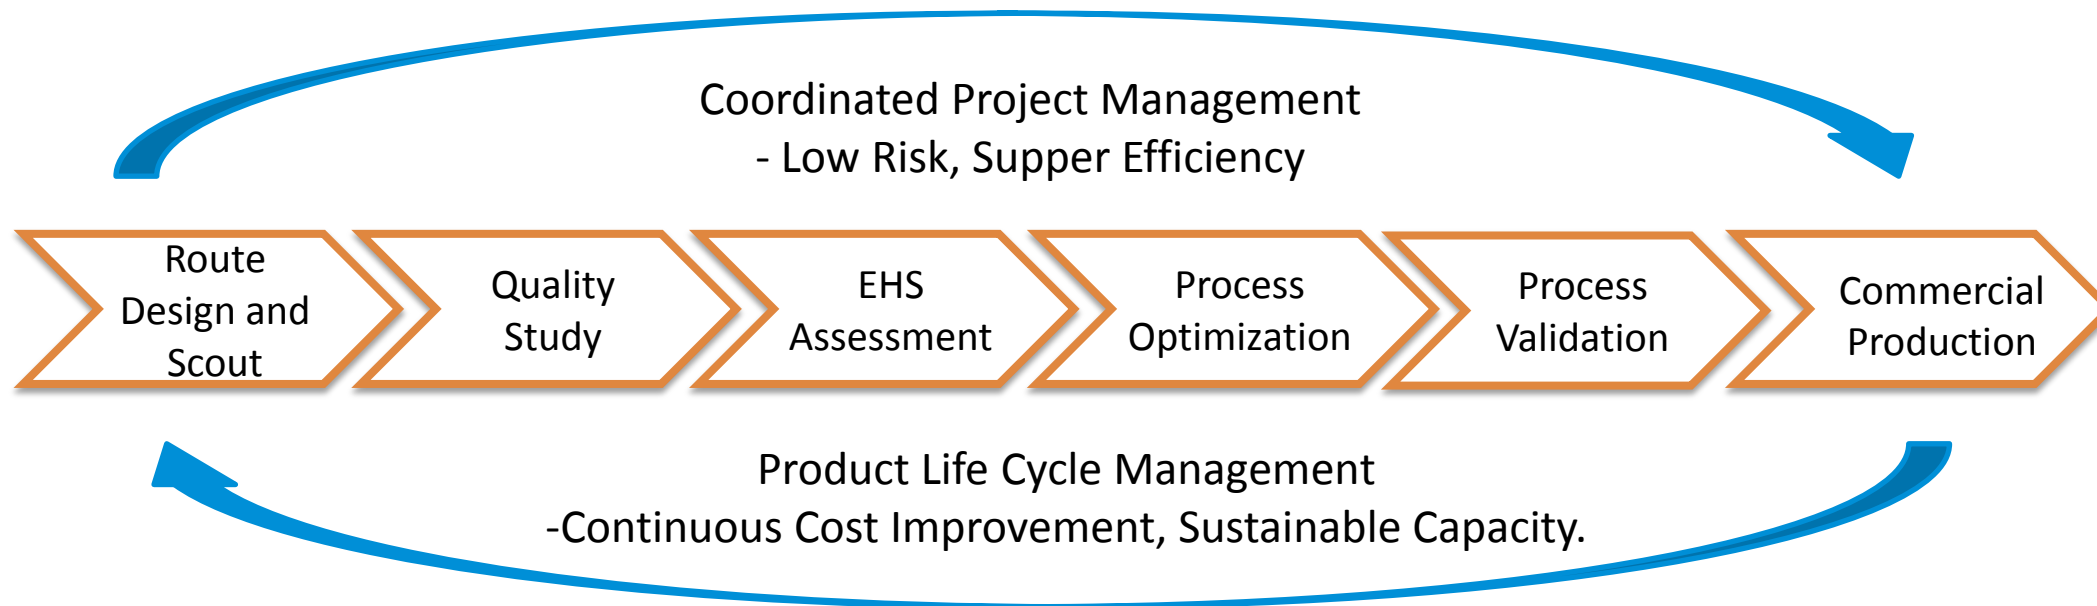 Coordinated Project Management
- Low Risk, Supper Efficiency
Route
Design and
Scout
Quality
Study
EHS
Assessment
Process
Optimization
Process
Validation
Commercial
Production
Product Life Cycle Management
-Continuous Cost Improvement, Sustainable Capacity.